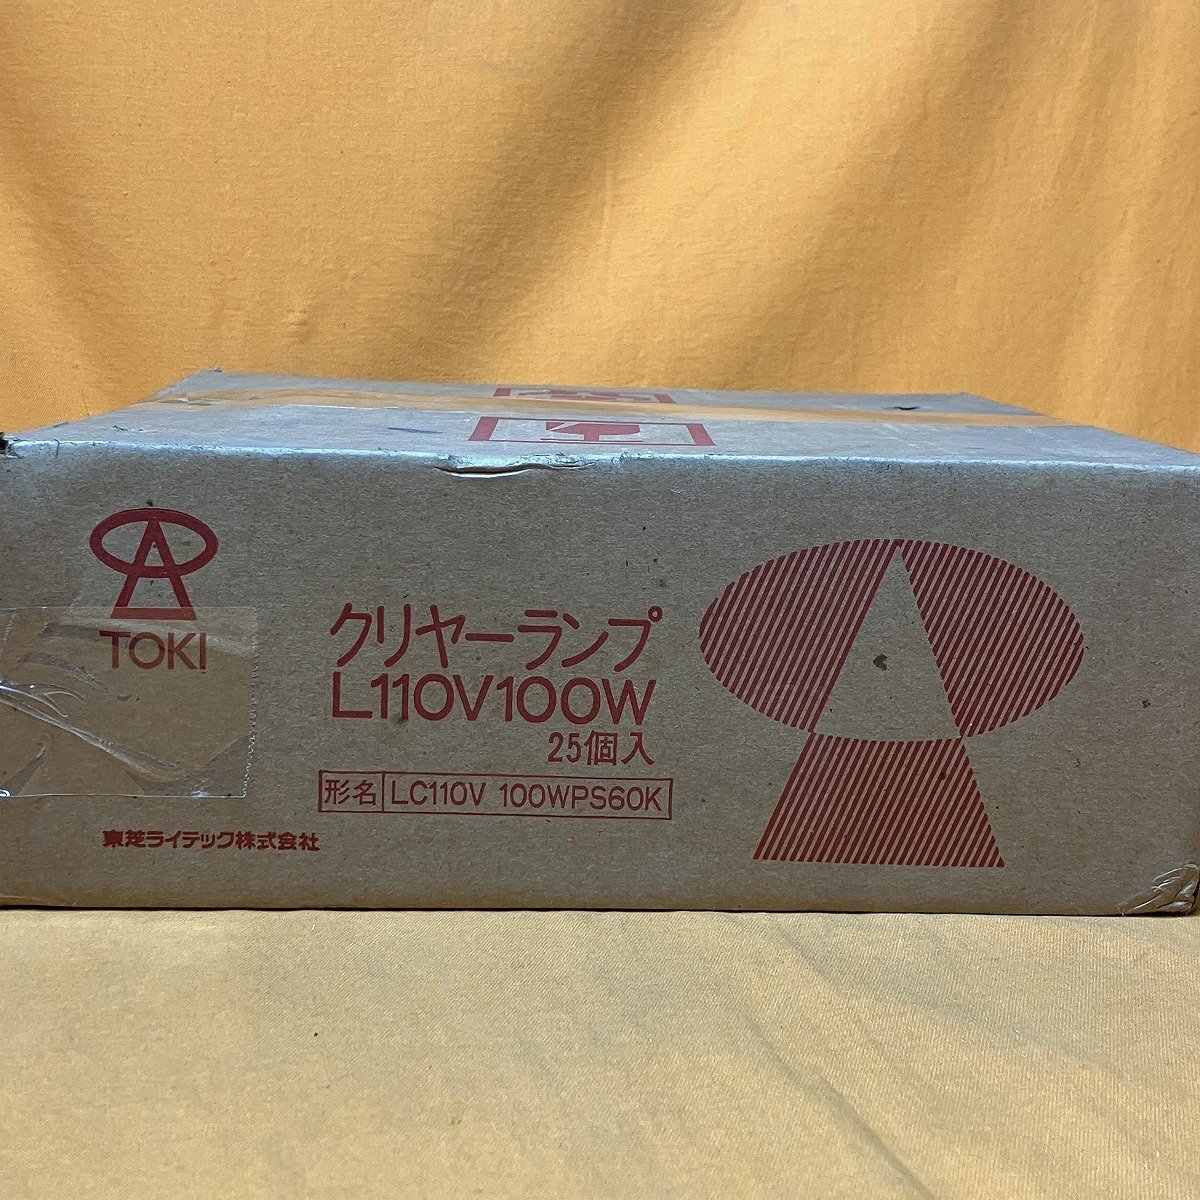 TOKI
クリヤーランプ
L110V100W
25個入
形名 LC110V 100WPS60K
東芝ライテック株式会社